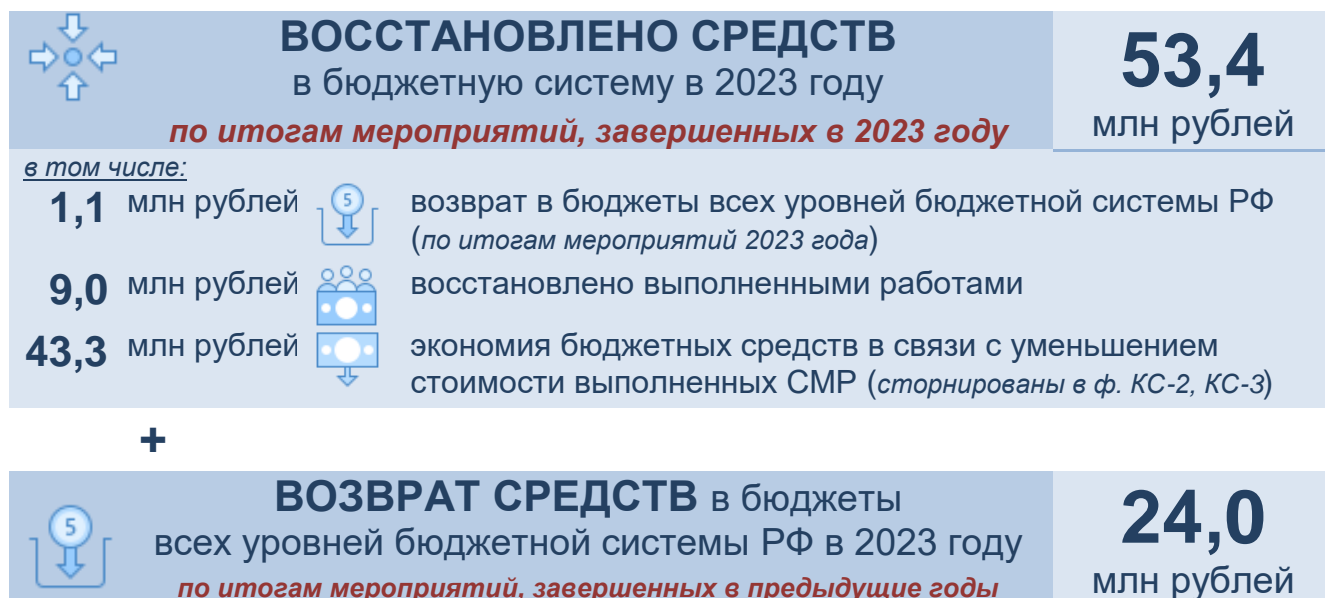 ВОССТАНОВЛЕНО СРЕДСТВ
в бюджетную систему в 2023 году
по итогам мероприятий, завершенных в 2023 году
53,4
млн рублей
в том числе:
1,1 млн рублей 5 возврат в бюджеты всех уровней бюджетной системы РФ
(по итогам мероприятий 2023 года)
9,0 млн рублей восстановлено выполненными работами
43,3 млн рублей экономия бюджетных средств в связи с уменьшением
стоимости выполненных СМР (сторнированы в ф. КС-2, КС-3)
+
5
ВОЗВРАТ СРЕДСТВ в бюджеты
всех уровней бюджетной системы РФ в 2023 году
по итогам мероприятий, завершенных в предыдущие годы
24,0
млн рублей